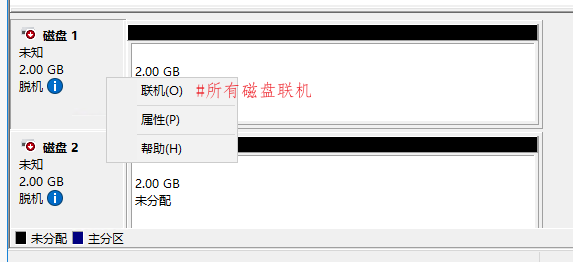 磁盘 1
未知
2.00 GB
脱机
2.00 GB
联机(O) #所有磁盘联机
属性(P)
帮助(H)
磁盘 2
未知
2.00 GB
脱机
2.00 GB
未分配
未分配 主分区